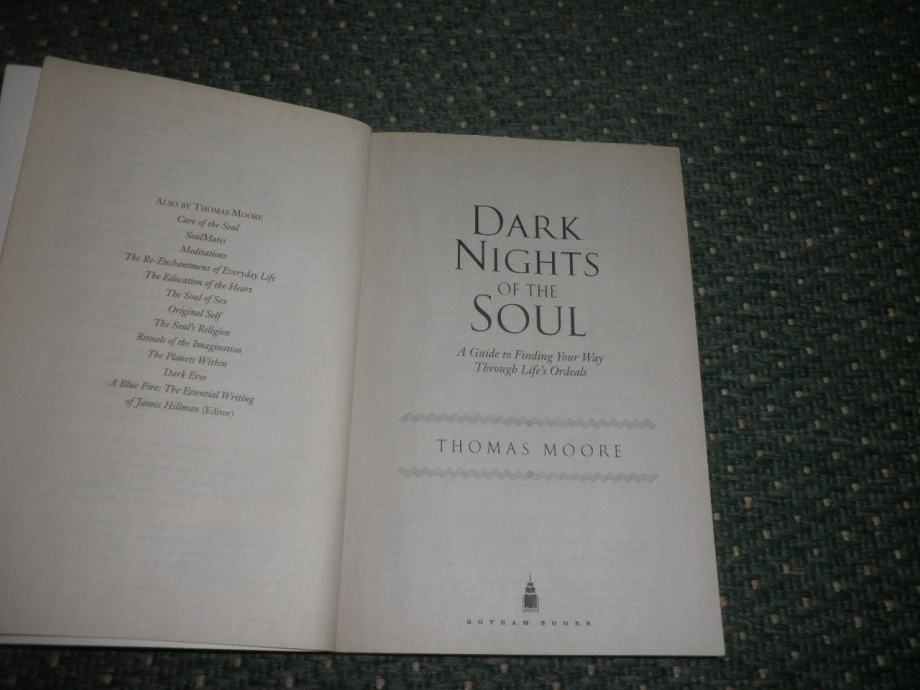 ALSO BY THOMAS MOORE
Care of the Soul
SoulMates
Meditations
The Re-Enchantment of Everyday Life
The Education of the Heart
The Soul of Sex
Original Self
The Soul's Religion
Rituals of the Imagination
The Planets Within
Dark Eros
A Blue Fire: The Essential Writing
of James Hillman (Editor)
DARK
NIGHTS
OF THE
SOUL
A Guide to Finding Your Way
Through Life's Ordeals
THOMAS MOORE
GOTHAM BOOKS